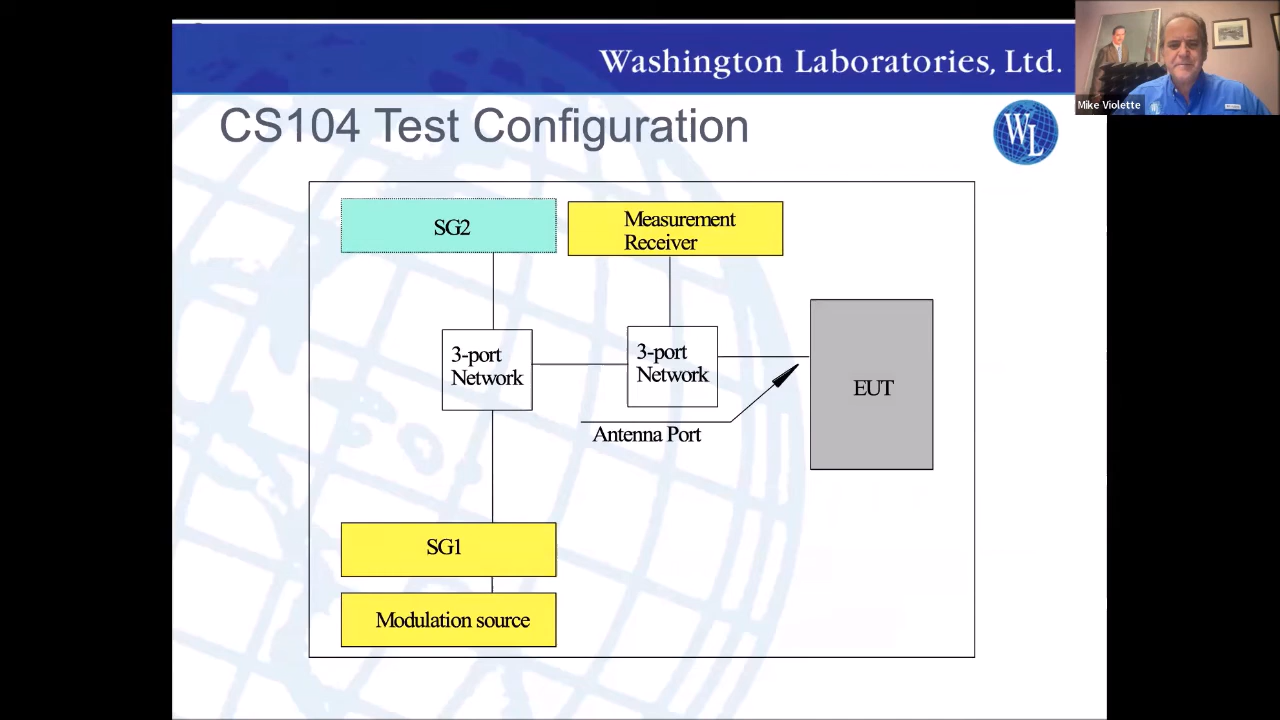 Washington Laboratories, Ltd.
Mike Violette
CS104 Test Configuration
WL
SG2
Measurement
Receiver
3-port
Network
3-port
Network
EUT
Antenna Port
SG1
Modulation source